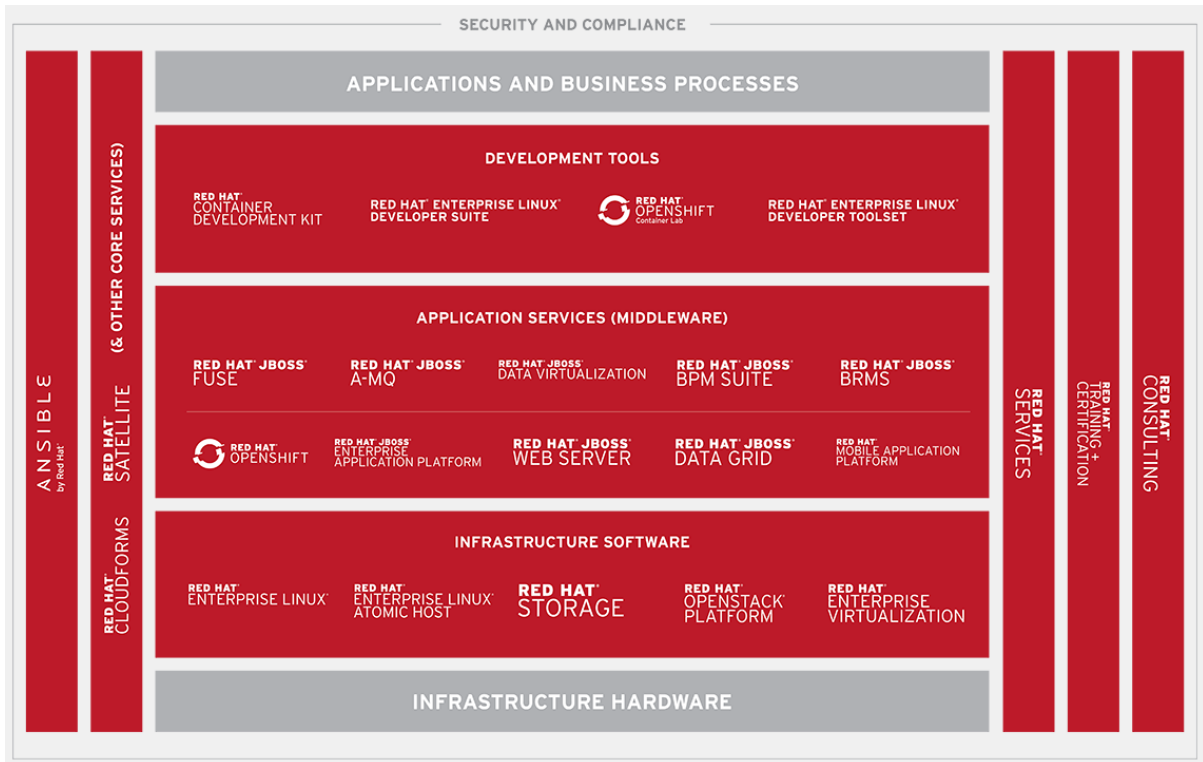 SECURITY AND COMPLIANCE
ANSIBLE
by Red Hat®
(& OTHER CORE SERVICES)
RED HAT®
SATELLITE
RED HAT®
CLOUDFORMS
APPLICATIONS AND BUSINESS PROCESSES
DEVELOPMENT TOOLS
RED HAT®
CONTAINER
DEVELOPMENT KIT
RED HAT® ENTERPRISE LINUX®
DEVELOPER SUITE
RED HAT®
OPENSHIFT
Container Lab
RED HAT® ENTERPRISE LINUX®
DEVELOPER TOOLSET
APPLICATION SERVICES (MIDDLEWARE)
RED HAT® JBOSS®
FUSE
RED HAT® JBOSS®
A-MQ
RED HAT® JBOSS®
DATA VIRTUALIZATION
RED HAT® JBOSS®
BPM SUITE
RED HAT® JBOSS®
BRMS
RED HAT®
OPENSHIFT
RED HAT® JBOSS®
ENTERPRISE
APPLICATION PLATFORM
RED HAT® JBOSS®
WEB SERVER
RED HAT® JBOSS®
DATA GRID
RED HAT®
MOBILE APPLICATION
PLATFORM
INFRASTRUCTURE SOFTWARE
RED HAT®
ENTERPRISE LINUX®
RED HAT®
ENTERPRISE LINUX®
ATOMIC HOST
RED HAT®
STORAGE
RED HAT®
OPENSTACK®
PLATFORM
RED HAT®
ENTERPRISE
VIRTUALIZATION
INFRASTRUCTURE HARDWARE
RED HAT®
SERVICES
RED HAT®
TRAINING +
CERTIFICATION
RED HAT®
CONSULTING